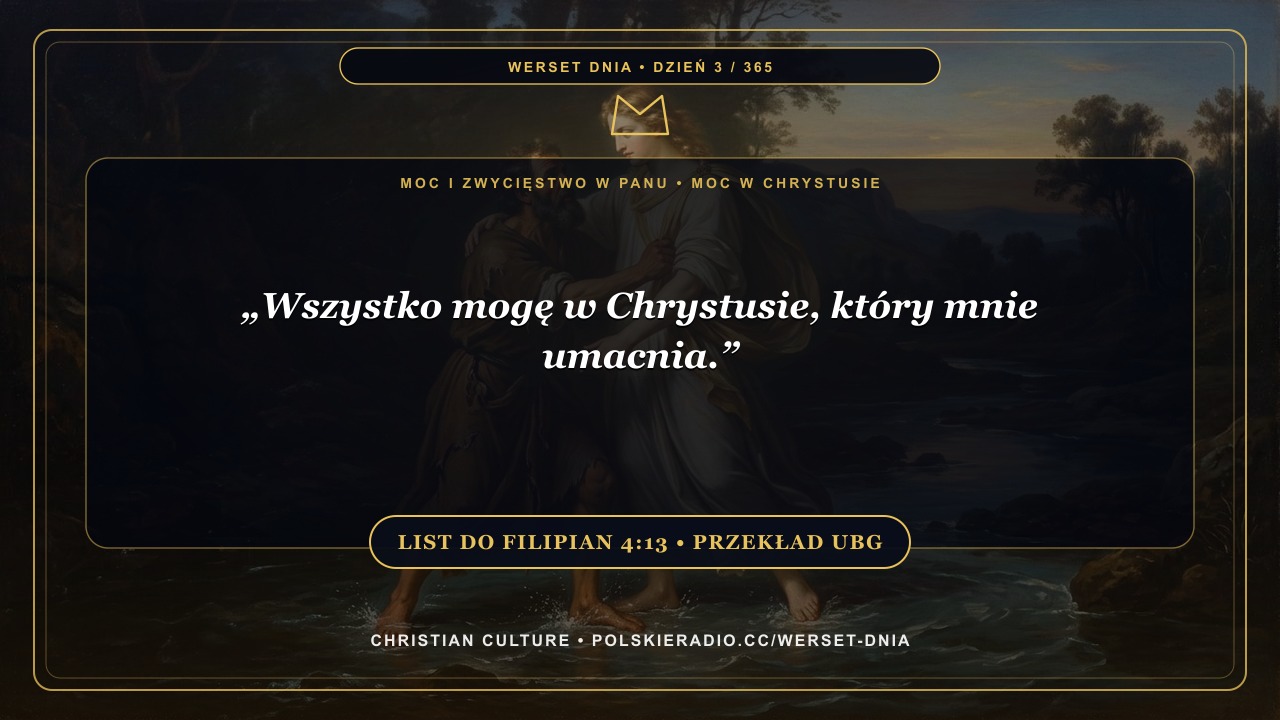 WERSET DNIA • DZIEŃ 3 / 365
MOC I ZWYCIĘSTWO W PANU • MOC W CHRYSTUSIE
„Wszystko mogę w Chrystusie, który mnie
umacnia.”
LIST DO FILIPIAN 4:13 • PRZEKŁAD UBG
CHRISTIAN CULTURE • POLSKIERADIO.CC/WERSET-DNIA